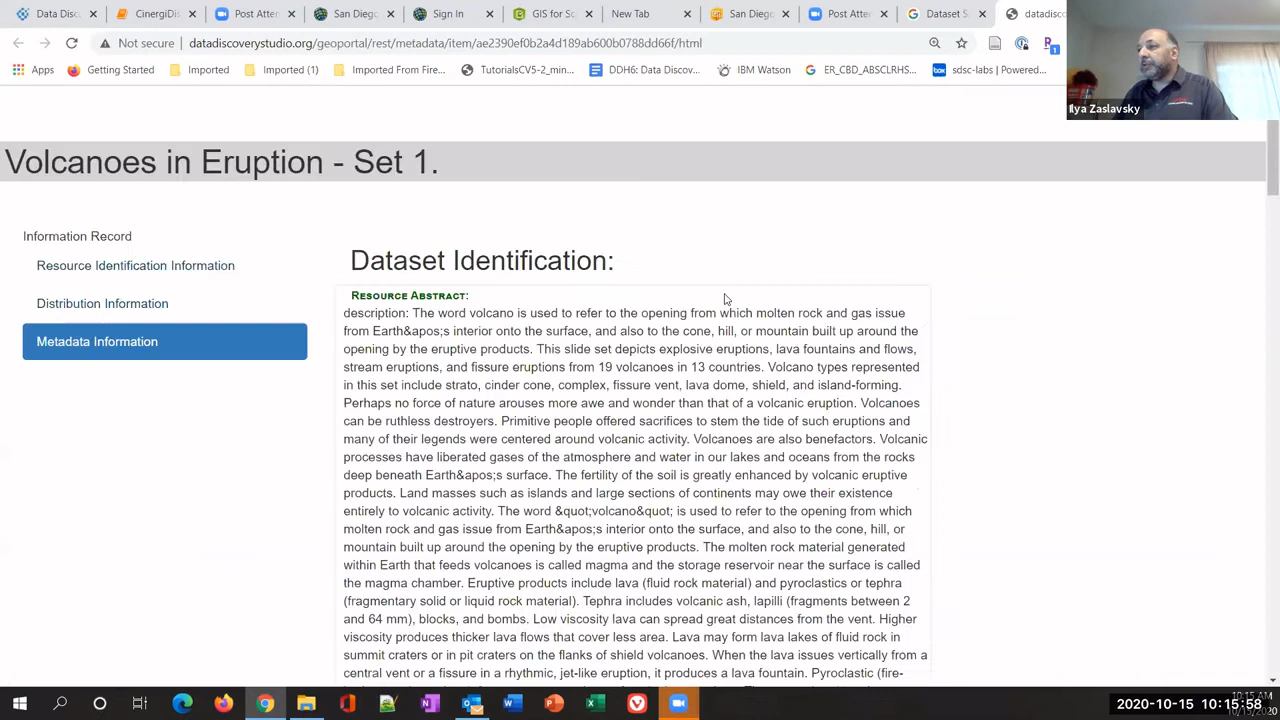 Data Disc
CinergiDis
Post Atten
San Dieg
Sign In
GIS for Sc
New Tab
San Diego
Post Atte
Dataset S
datadisc
Not secure
datadiscoverystudio.org/geoportal/rest/metadata/item/ae2390ef0b2a4d189ab600b0788dd66f/html
Apps
Getting Started
Imported
Imported (1)
Imported From Fire...
TutorialsCV5-2_min...
DDH6: Data Discov...
IBM Watson
ER_CBD_ABSCLRHS...
sdsc-labs | Powered...
Ilya Zaslavsky
Volcanoes in Eruption - Set 1.
Information Record
Resource Identification Information
Distribution Information
Metadata Information
Dataset Identification:
Resource Abstract:
description: The word volcano is used to refer to the opening from which molten rock and gas issue
from Earth&apos;s interior onto the surface, and also to the cone, hill, or mountain built up around the
opening by the eruptive products. This slide set depicts explosive eruptions, lava fountains and flows,
stream eruptions, and fissure eruptions from 19 volcanoes in 13 countries. Volcano types represented
in this set include strato, cinder cone, complex, fissure vent, lava dome, shield, and island-forming.
Perhaps no force of nature arouses more awe and wonder than that of a volcanic eruption. Volcanoes
can be ruthless destroyers. Primitive people offered sacrifices to stem the tide of such eruptions and
many of their legends were centered around volcanic activity. Volcanoes are also benefactors. Volcanic
processes have liberated gases of the atmosphere and water in our lakes and oceans from the rocks
deep beneath Earth&apos;s surface. The fertility of the soil is greatly enhanced by volcanic eruptive
products. Land masses such as islands and large sections of continents may owe their existence
entirely to volcanic activity. The word &quot;volcano&quot; is used to refer to the opening from which
molten rock and gas issue from Earth&apos;s interior onto the surface, and also to the cone, hill, or
mountain built up around the opening by the eruptive products. The molten rock material generated
within Earth that feeds volcanoes is called magma and the storage reservoir near the surface is called
the magma chamber. Eruptive products include lava (fluid rock material) and pyroclastics or tephra
(fragmentary solid or liquid rock material). Tephra includes volcanic ash, lapilli (fragments between 2
and 64 mm), blocks, and bombs. Low viscosity lava can spread great distances from the vent. Higher
viscosity produces thicker lava flows that cover less area. Lava may form lava lakes of fluid rock in
summit craters or in pit craters on the flanks of shield volcanoes. When the lava issues vertically from a
central vent or a fissure in a rhythmic, jet-like eruption, it produces a lava fountain. Pyroclastic (fire-
10:15 AM
2020-10-15 10:15:58